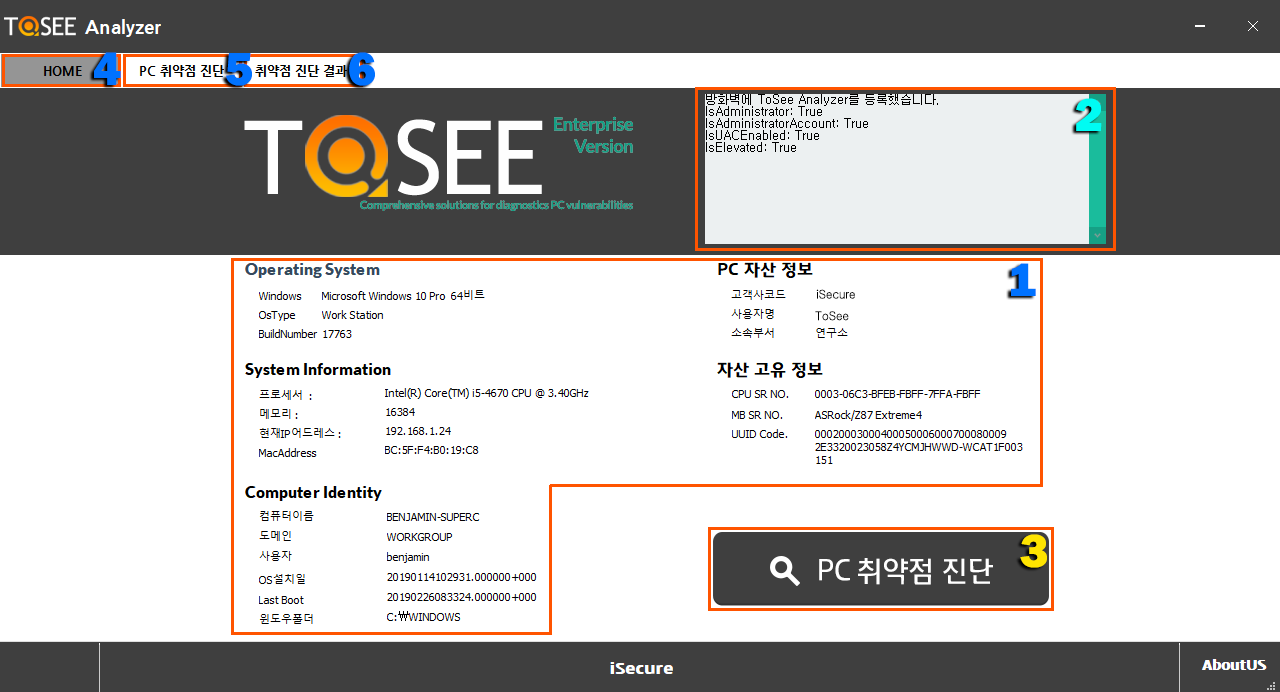 TOSEE Analyzer
HOME 4 PC 취약점 진단 5 취약점 진단 결과 6
TOSEE Enterprise
Version
Comprehensive solutions for diagnostics PC vulnerabilities
방화벽에 ToSee Analyzer를 등록했습니다.
IsAdministrator: True
IsAdministratorAccount: True
IsUACEnabled: True
IsElevated: True
2
1
Operating System
Windows Microsoft Windows 10 Pro 64비트
OsType Work Station
BuildNumber 17763
PC 자산 정보
고객사코드 iSecure
사용자명 ToSee
소속부서 연구소
System Information
프로세서 : Intel(R) Core(TM) i5-4670 CPU @ 3.40GHz
메모리 : 16384
현재IP어드레스 : 192.168.1.24
MacAddress BC:5F:F4:B0:19:C8
자산 고유 정보
CPU SR NO. 0003-06C3-BFEB-FBFF-7FFA-FBFF
MB SR NO. ASRock/Z87 Extreme4
UUID Code. 00020003000400050006000700080009
2E3320023058Z4YCMJHWWD-WCAT1F003
151
Computer Identity
컴퓨터이름 BENJAMIN-SUPERC
도메인 WORKGROUP
사용자 benjamin
OS설치일 20190114102931.000000+000
Last Boot 20190226083324.000000+000
윈도우폴더 C:₩WINDOWS
PC 취약점 진단 3
iSecure
AboutUS